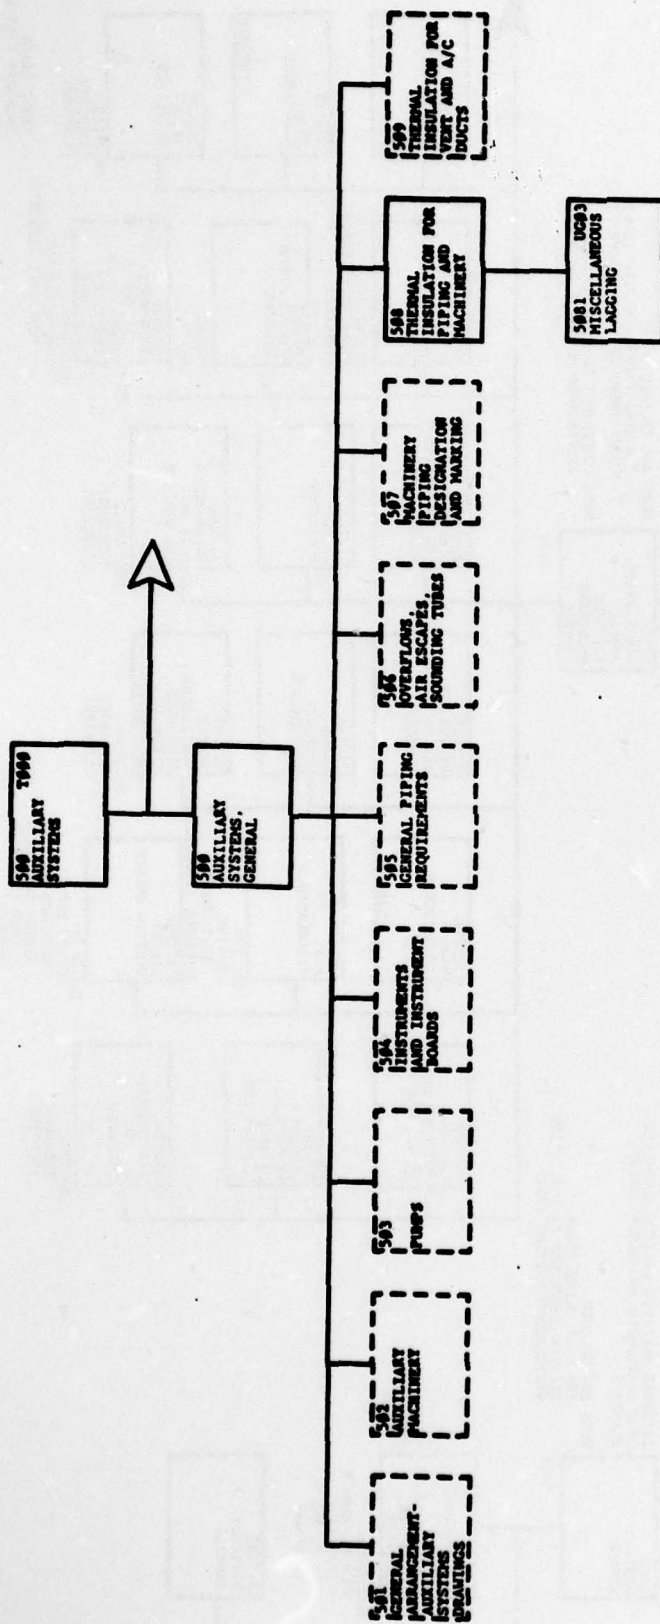 500 T000
AUXILIARY
SYSTEMS
500
AUXILIARY
SYSTEMS,
GENERAL
501
GENERAL
ARRANGEMENT-
AUXILIARY
SYSTEMS
DRAWINGS
502
AUXILIARY
MACHINERY
503
PUMPS
504
INSTRUMENTS
AND INSTRUMENT
BOARDS
505
GENERAL PIPING
REQUIREMENTS
506
OVERFLOWS,
AIR ESCAPES,
SOUNDING TUBES
507
MACHINERY
PIPING
DESIGNATION
AND MARKING
508
THERMAL
INSULATION FOR
PIPING AND
MACHINERY
509
THERMAL
INSULATION FOR
VENT AND A/C
DUCTS
5081 UG03
MISCELLANEOUS
LAGGING